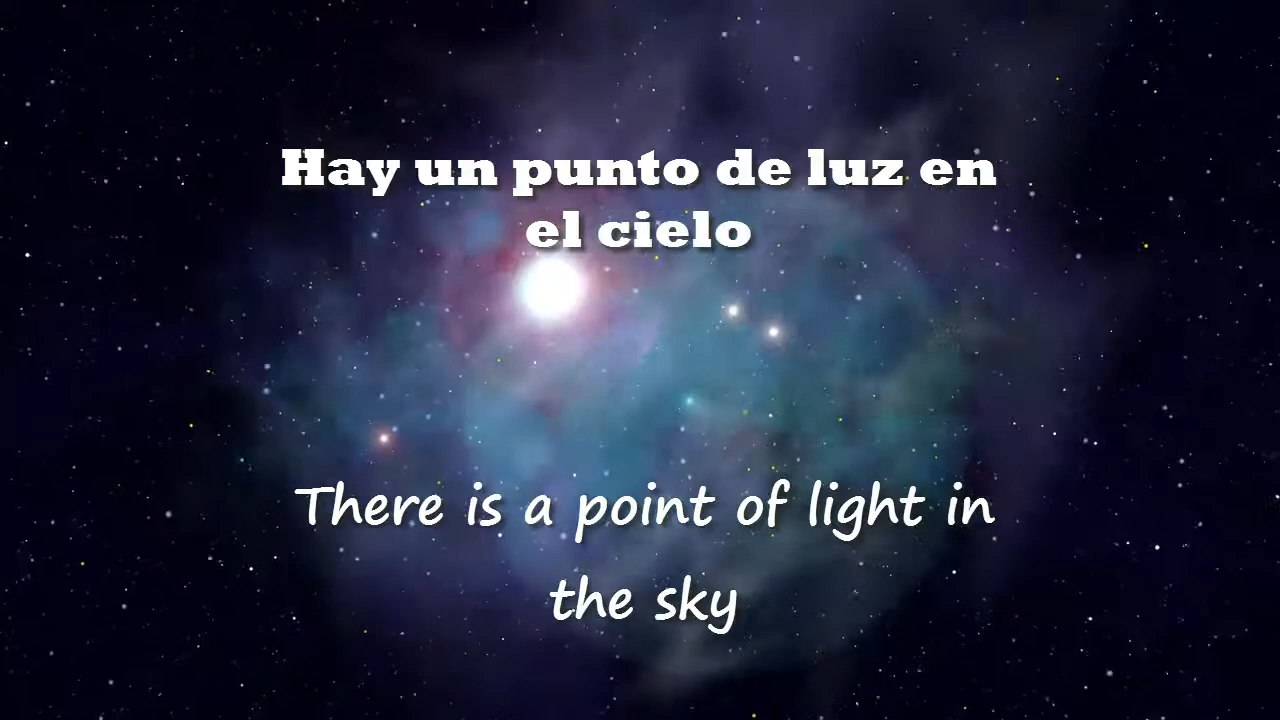 Hay un punto de luz en
el cielo
There is a point of light in
the sky